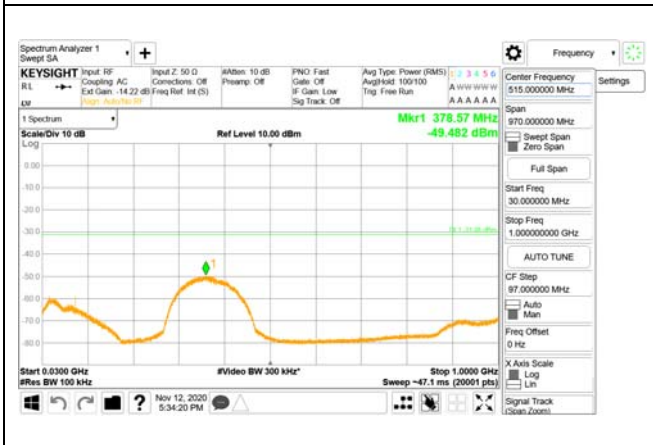 Spectrum Analyzer 1
Swept SA
+
Frequency
KEYSIGHT
RL
Input: RF
Coupling: AC
Ext Gain: -14.22 dB
Align: Auto/No RF
Input Z: 50 Ω
Corrections: Off
Freq Ref: Int (S)
#Atten: 10 dB
Preamp: Off
PNO: Fast
Gate: Off
IF Gain: Low
Sig Track: Off
Avg Type: Power (RMS)
Avg|Hold: 100/100
Trig: Free Run
1 2 3 4 5 6
A W W W W W
A A A A A A
1 Spectrum
Scale/Div 10 dB
Log
Ref Level 10.00 dBm
Mkr1 378.57 MHz
-49.482 dBm
0.00
-10.0
-20.0
-30.0
-40.0
-50.0
-60.0
-70.0
-80.0
1
Start 0.0300 GHz
#Res BW 100 kHz
#Video BW 300 kHz*
Stop 1.0000 GHz
Sweep ~47.1 ms (20001 pts)
Nov 12, 2020
5:34:20 PM
Center Frequency
515.000000 MHz
Settings
Span
970.000000 MHz
Swept Span
Zero Span
Full Span
Start Freq
30.000000 MHz
Stop Freq
1.000000000 GHz
AUTO TUNE
CF Step
97.000000 MHz
Auto
Man
Freq Offset
0 Hz
X Axis Scale
Log
Lin
Signal Track
(Span Zoom)